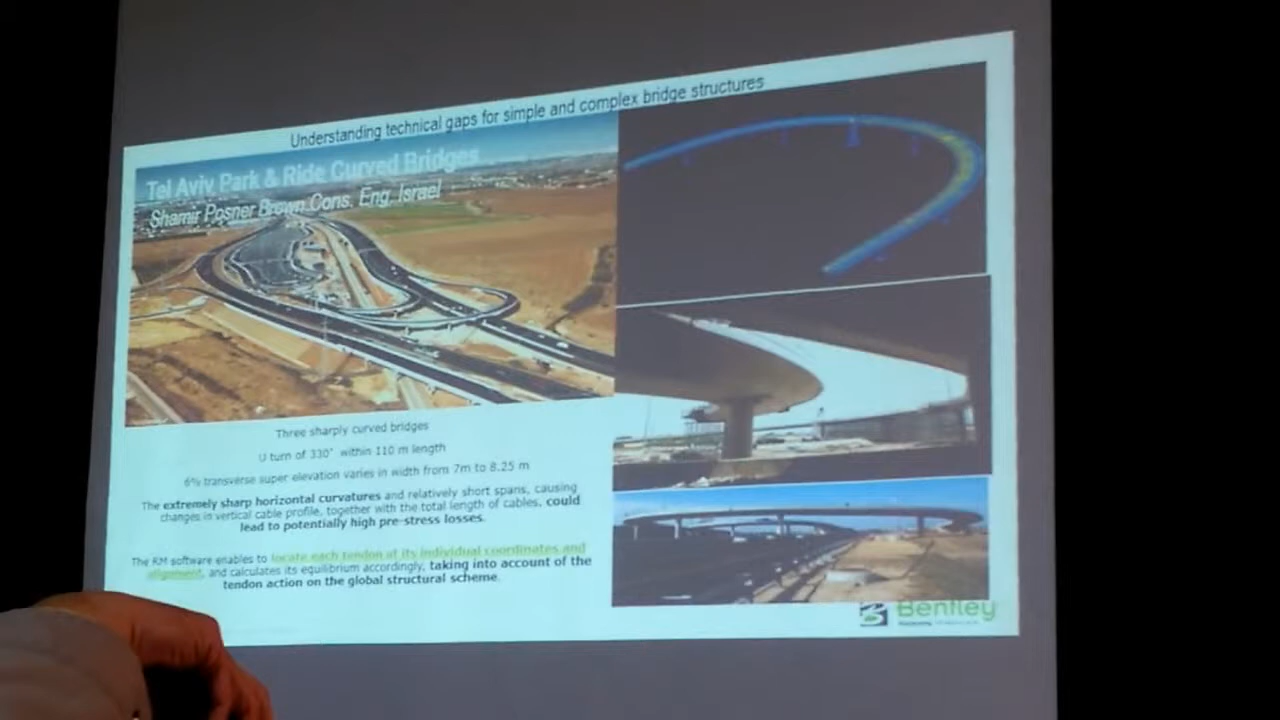 Understanding technical gaps for simple and complex bridge structures
Tel Aviv Park & Ride Curved Bridges
Shamir Posner Brown Cons. Eng. Israel
Three sharply curved bridges
U turn of 330° within 110 m length
6% transverse super elevation varies in width from 7m to 8.25 m
The extremely sharp horizontal curvatures and relatively short spans, causing
changes in vertical cable profile, together with the total length of cables, could
lead to potentially high pre-stress losses.
The RM software enables to locate each tendon at its individual coordinates and
alignment, and calculates its equilibrium accordingly, taking into account of the
tendon action on the global structural scheme.
Bentley